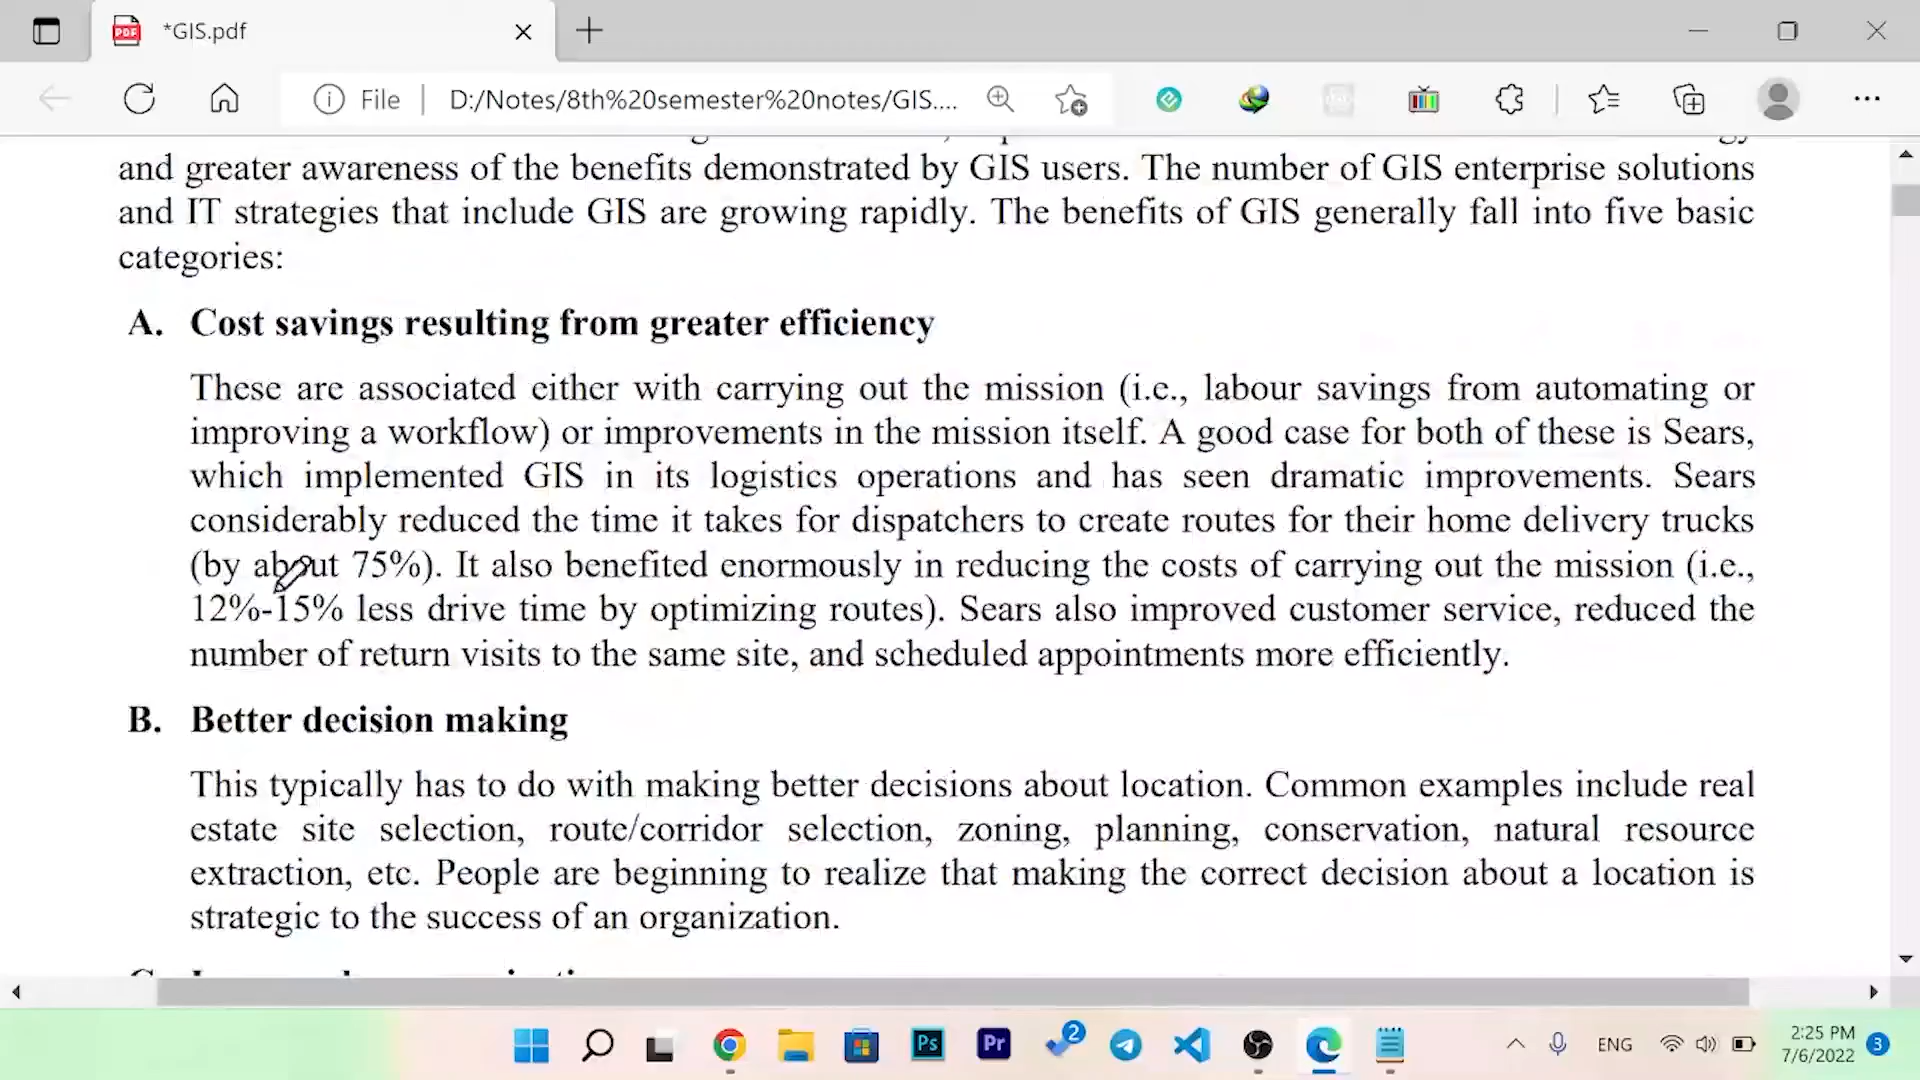 *GIS.pdf
File
D:/Notes/8th%20semester%20notes/GIS....
and greater awareness of the benefits demonstrated by GIS users. The number of GIS enterprise solutions
and IT strategies that include GIS are growing rapidly. The benefits of GIS generally fall into five basic
categories:
A. Cost savings resulting from greater efficiency
These are associated either with carrying out the mission (i.e., labour savings from automating or
improving a workflow) or improvements in the mission itself. A good case for both of these is Sears,
which implemented GIS in its logistics operations and has seen dramatic improvements. Sears
considerably reduced the time it takes for dispatchers to create routes for their home delivery trucks
(by about 75%). It also benefited enormously in reducing the costs of carrying out the mission (i.e.,
12%-15% less drive time by optimizing routes). Sears also improved customer service, reduced the
number of return visits to the same site, and scheduled appointments more efficiently.
B. Better decision making
This typically has to do with making better decisions about location. Common examples include real
estate site selection, route/corridor selection, zoning, planning, conservation, natural resource
extraction, etc. People are beginning to realize that making the correct decision about a location is
strategic to the success of an organization.
Ps
Pr
2
ENG
2:25 PM
7/6/2022
3